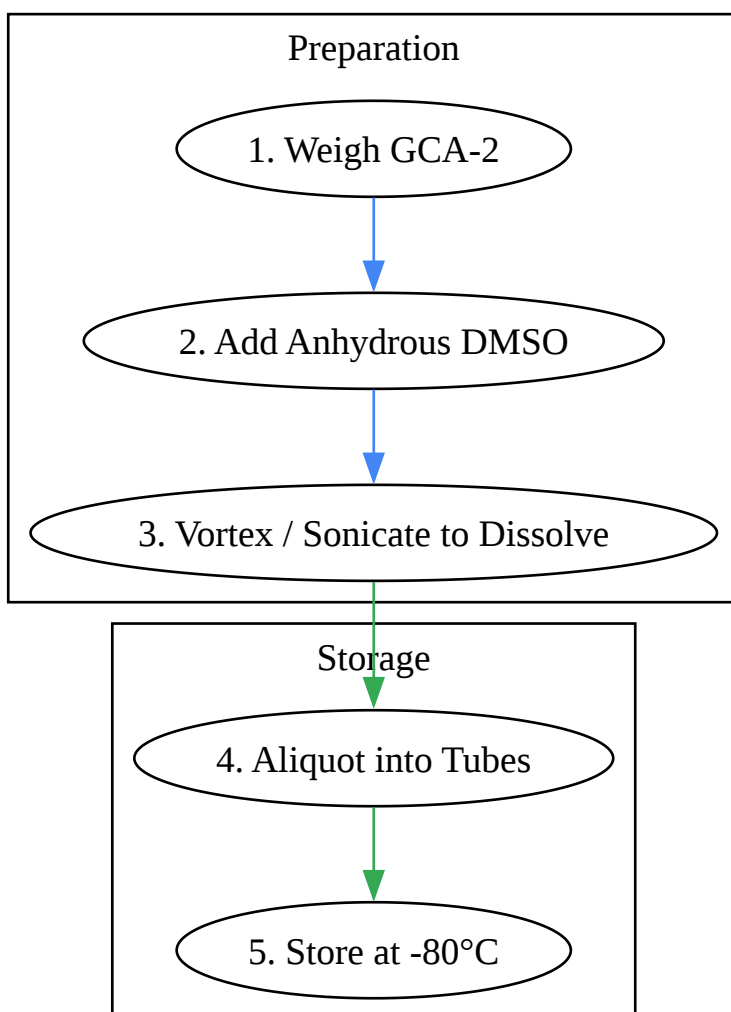 Preparation
1. Weigh GCA-2
2. Add Anhydrous DMSO
3. Vortex / Sonicate to Dissolve
Storage
4. Aliquot into Tubes
5. Store at -80°C